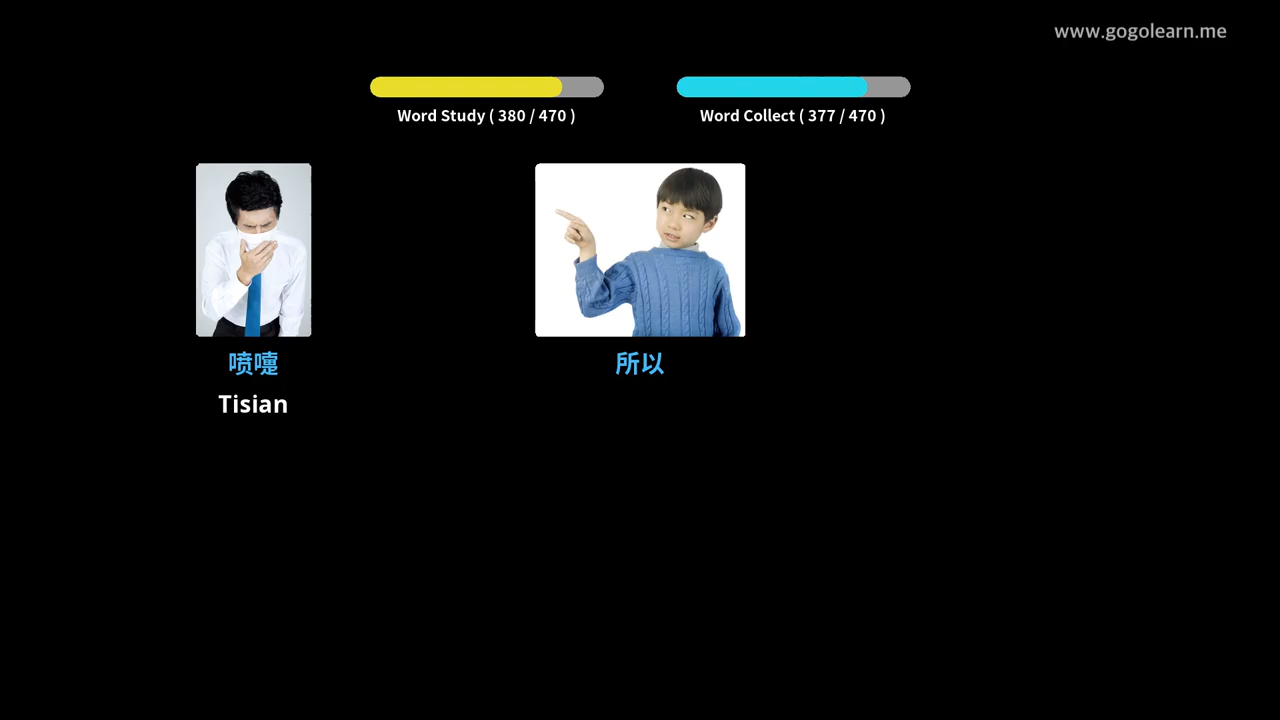 www.gogolearn.me
Word Study ( 380 / 470 )
Word Collect ( 377 / 470 )
喷嚏
所以
Tisian